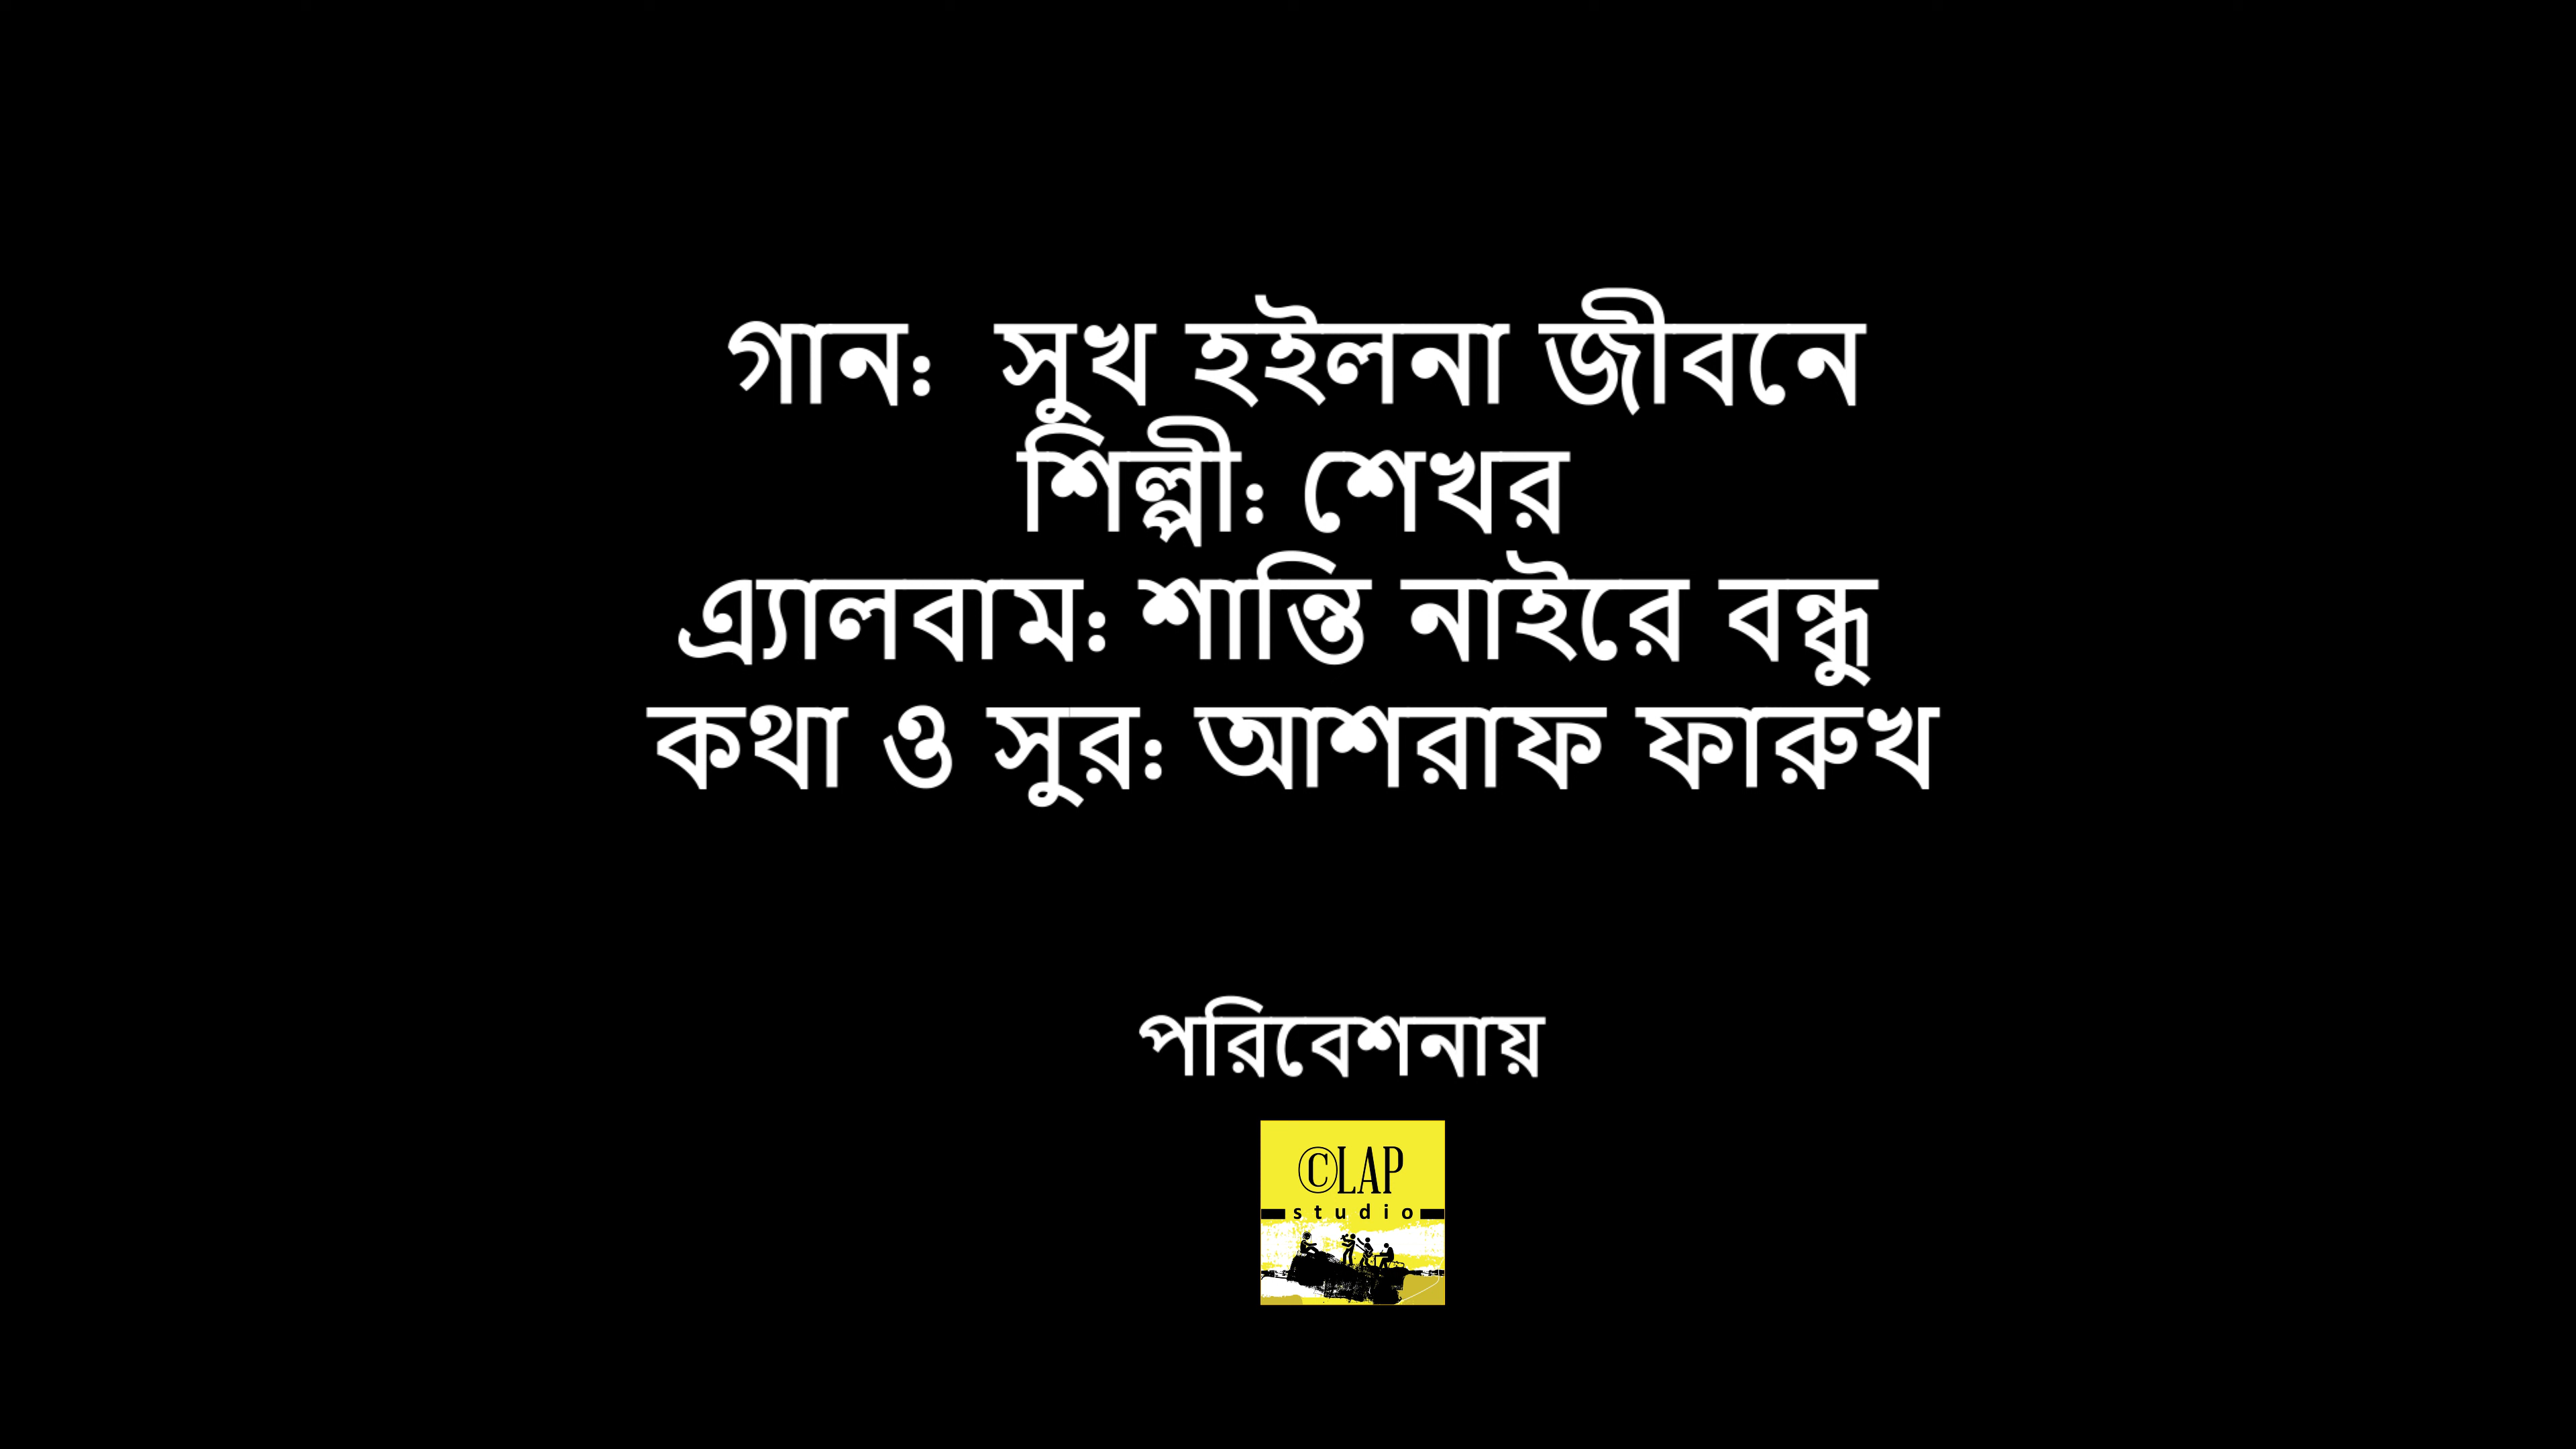 গান:  সুখ হইলনা জীবনে
শিল্পী: শেখর
এ্যালবাম: শান্তি নাইরে বন্ধু
কথা ও সুর: আশরাফ ফারুখ
পরিবেশনায়
©LAP
studio